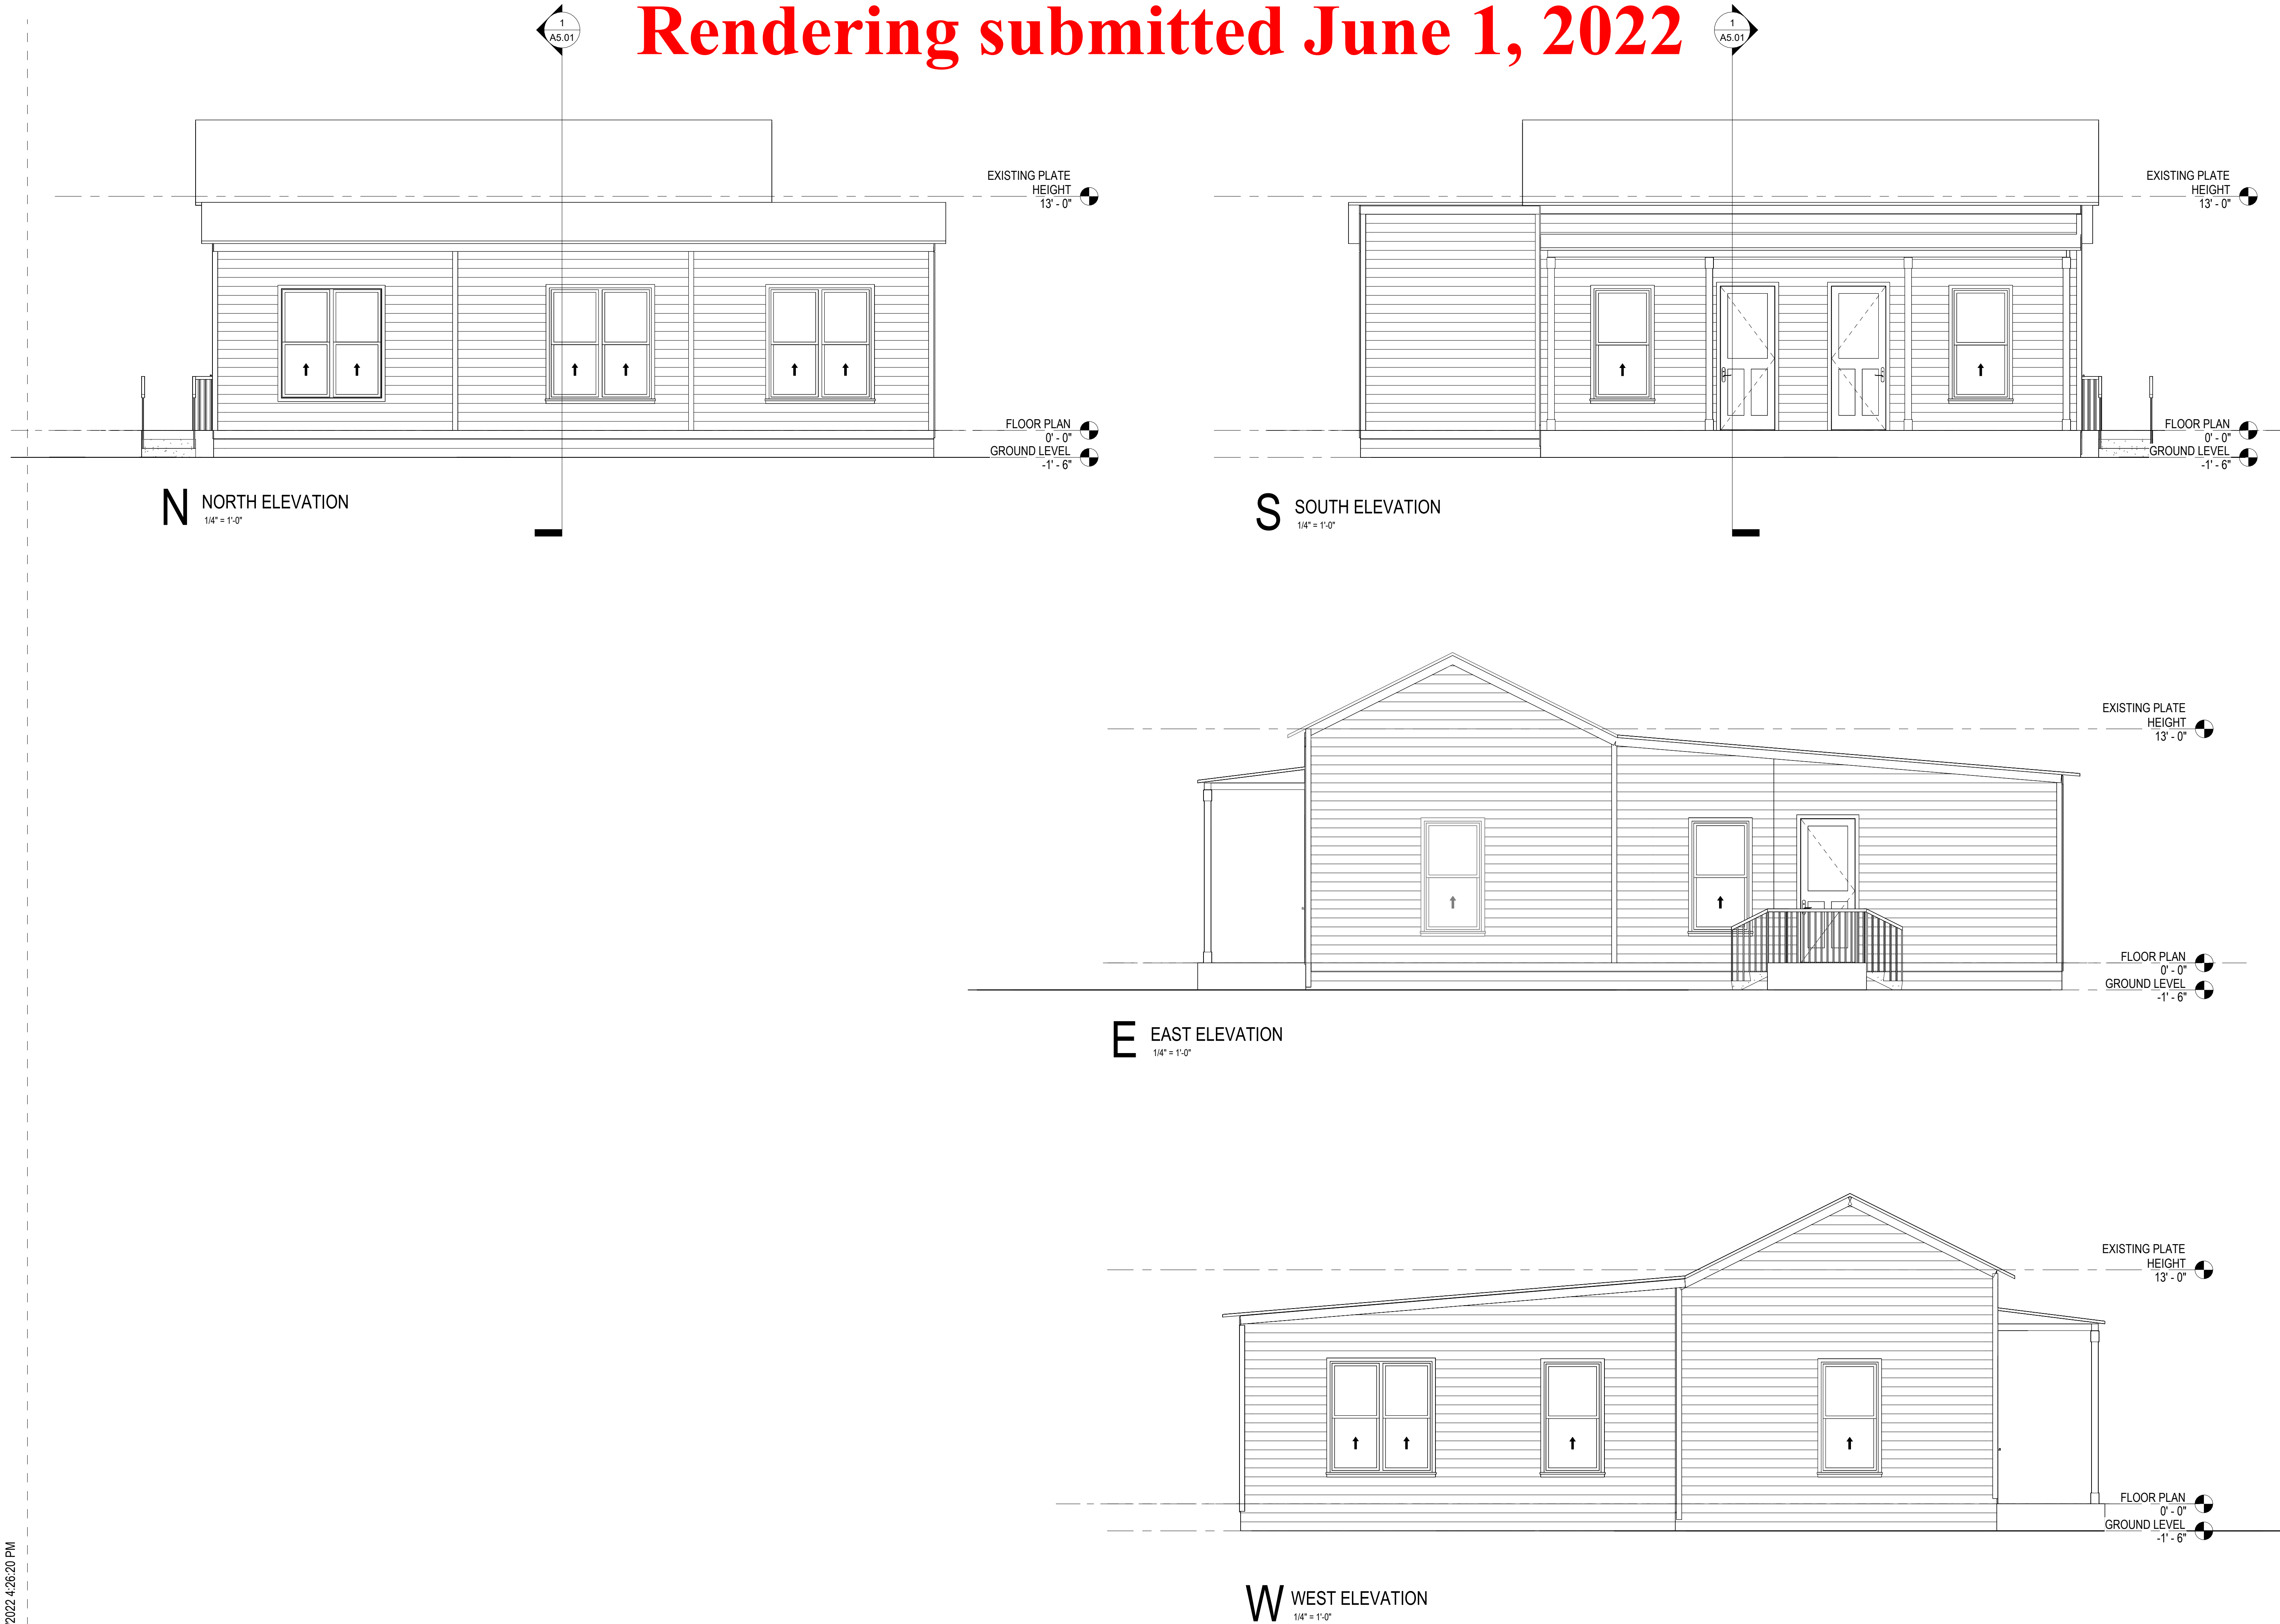 Rendering submitted June 1, 2022
1
A5.01
1
A5.01
EXISTING PLATE
HEIGHT
13' - 0"
FLOOR PLAN
0' - 0"
GROUND LEVEL
-1' - 6"
N NORTH ELEVATION
1/4" = 1'-0"
EXISTING PLATE
HEIGHT
13' - 0"
FLOOR PLAN
0' - 0"
GROUND LEVEL
-1' - 6"
S SOUTH ELEVATION
1/4" = 1'-0"
EXISTING PLATE
HEIGHT
13' - 0"
FLOOR PLAN
0' - 0"
GROUND LEVEL
-1' - 6"
E EAST ELEVATION
1/4" = 1'-0"
EXISTING PLATE
HEIGHT
13' - 0"
FLOOR PLAN
0' - 0"
GROUND LEVEL
-1' - 6"
W WEST ELEVATION
1/4" = 1'-0"
/2022 4:26:20 PM